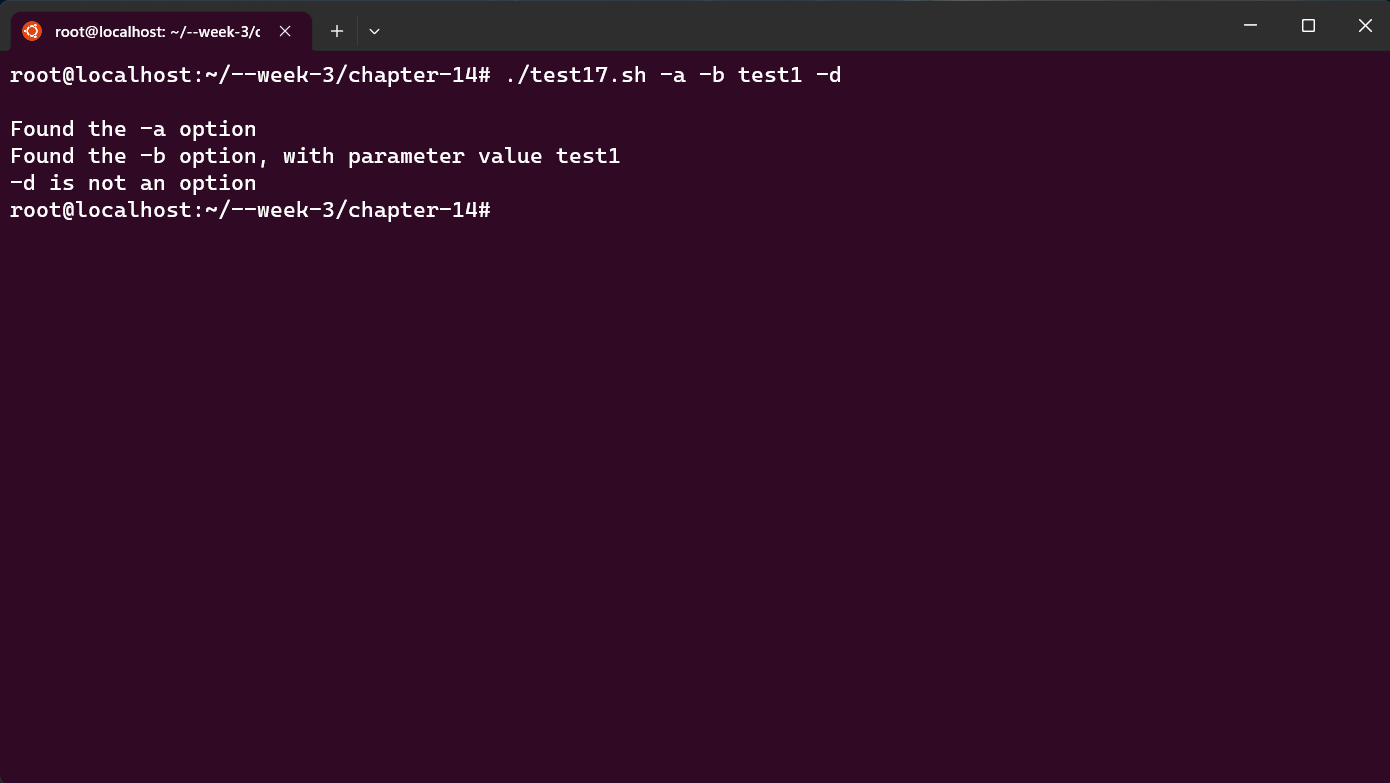 root@localhost: ~/--week-3/c
root@localhost:~/--week-3/chapter-14# ./test17.sh -a -b test1 -d
Found the -a option
Found the -b option, with parameter value test1
-d is not an option
root@localhost:~/--week-3/chapter-14#